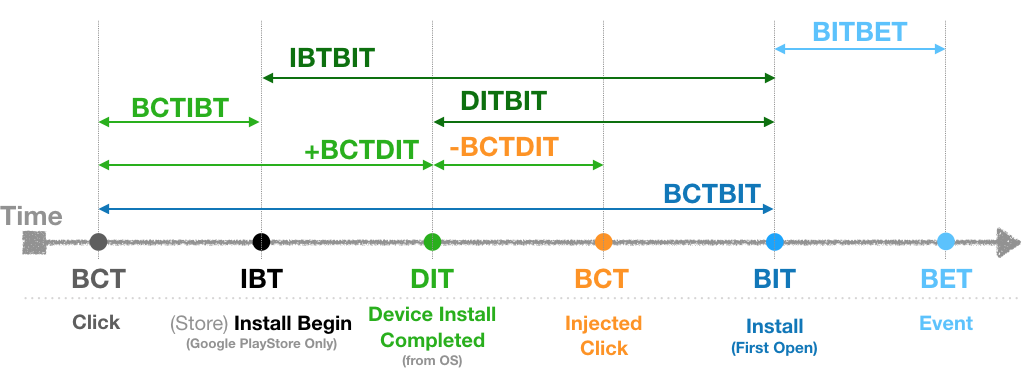 BITBET
IBTBIT
DITBIT
BCTIBT
+BCTDIT
-BCTDIT
BCTBIT
Time
BCT
IBT
DIT
BCT
BIT
BET
Click
(Store) Install Begin
(Google PlayStore Only)
Device Install
Completed
(from OS)
Injected
Click
Install
(First Open)
Event